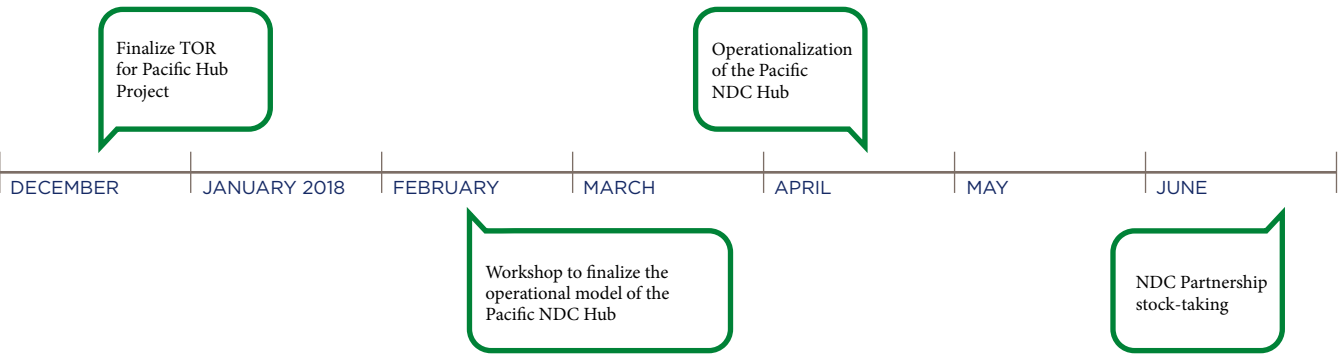 Finalize TOR
for Pacific Hub
Project
Operationalization
of the Pacific
NDC Hub
DECEMBER
JANUARY 2018
FEBRUARY
MARCH
APRIL
MAY
JUNE
Workshop to finalize the
operational model of the
Pacific NDC Hub
NDC Partnership
stock-taking